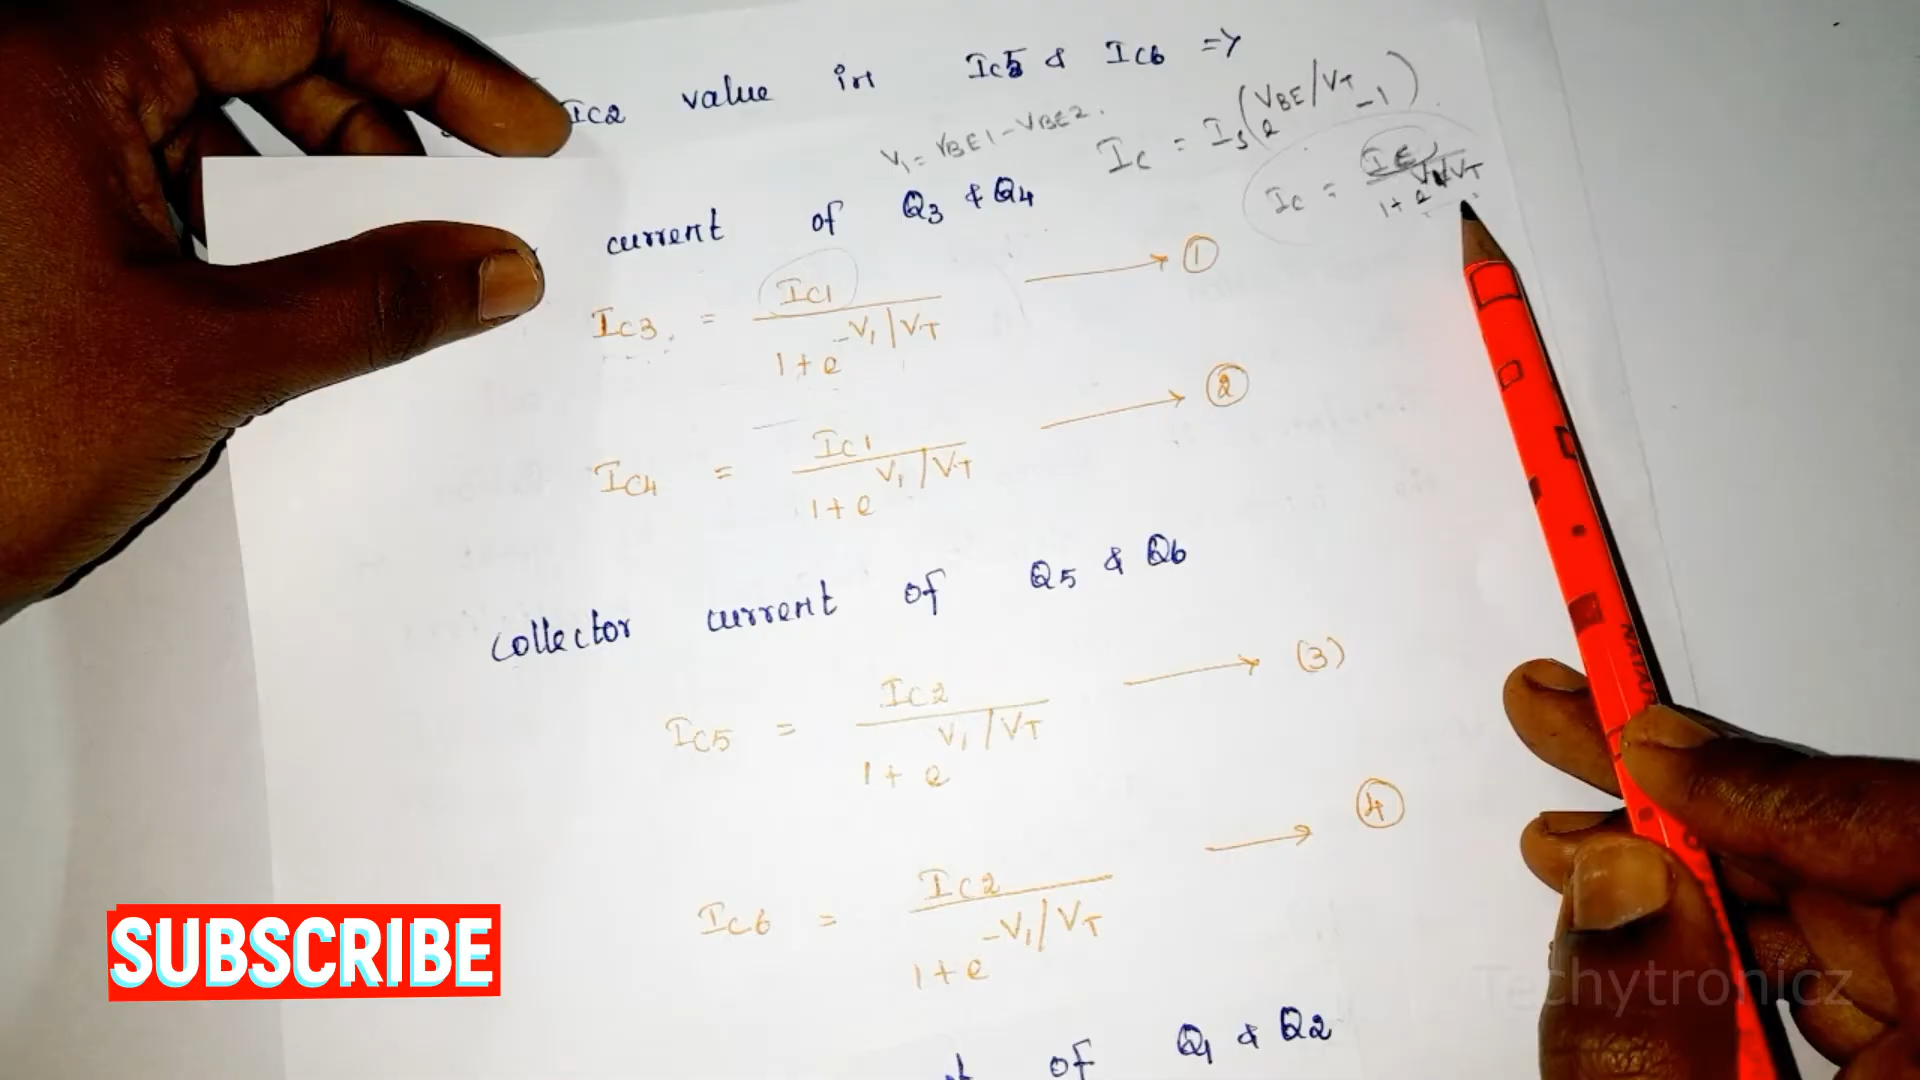 IC2 value in IC5 & IC6 =>
V1 = VBE1 - VBE2.
IC = IS(e^VBE/VT - 1)
current of Q3 & Q4
IC = IE / 1+e^V1/VT
IC3 = IC1 / 1+e^-V1/VT → ①
IC4 = IC1 / 1+e^V1/VT → ②
collector current of Q5 & Q6
IC5 = IC2 / 1+e^V1/VT → (3)
IC6 = IC2 / 1+e^-V1/VT → ④
of Q1 & Q2
SUBSCRIBE
Techytronicz